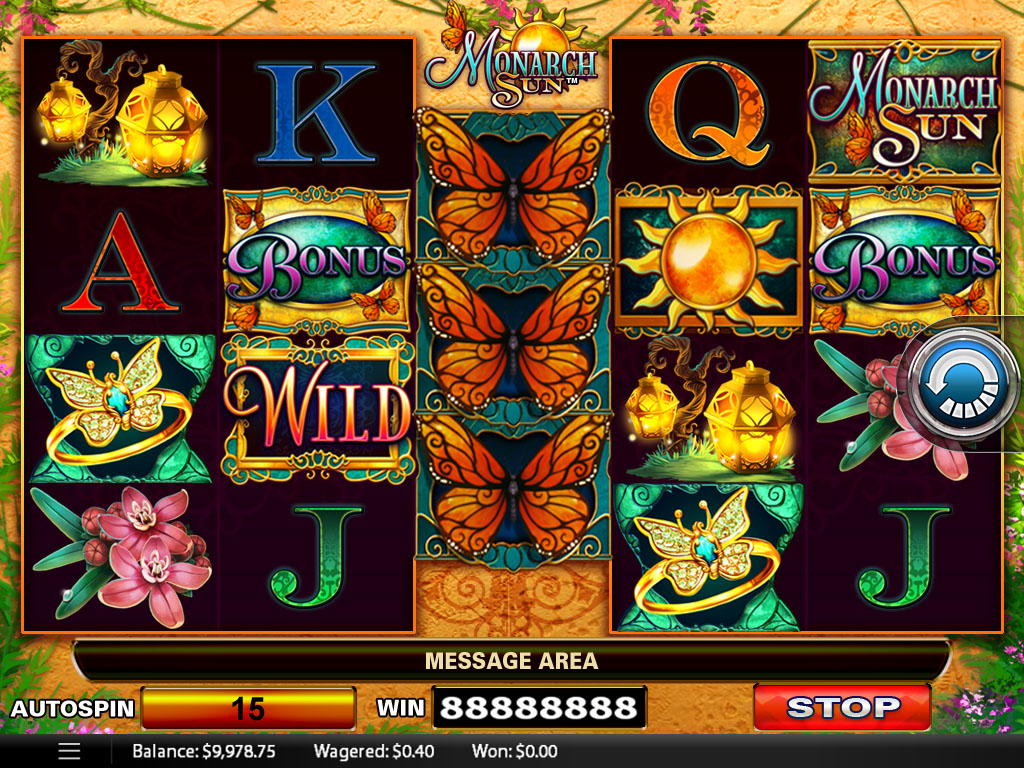 MONARCH
SUN™
K
Q
MONARCH
SUN
A
BONUS
BONUS
WILD
J
J
MESSAGE AREA
AUTOSPIN 15 WIN 88888888 STOP
Balance: $9,978.75 Wagered: $0.40 Won: $0.00